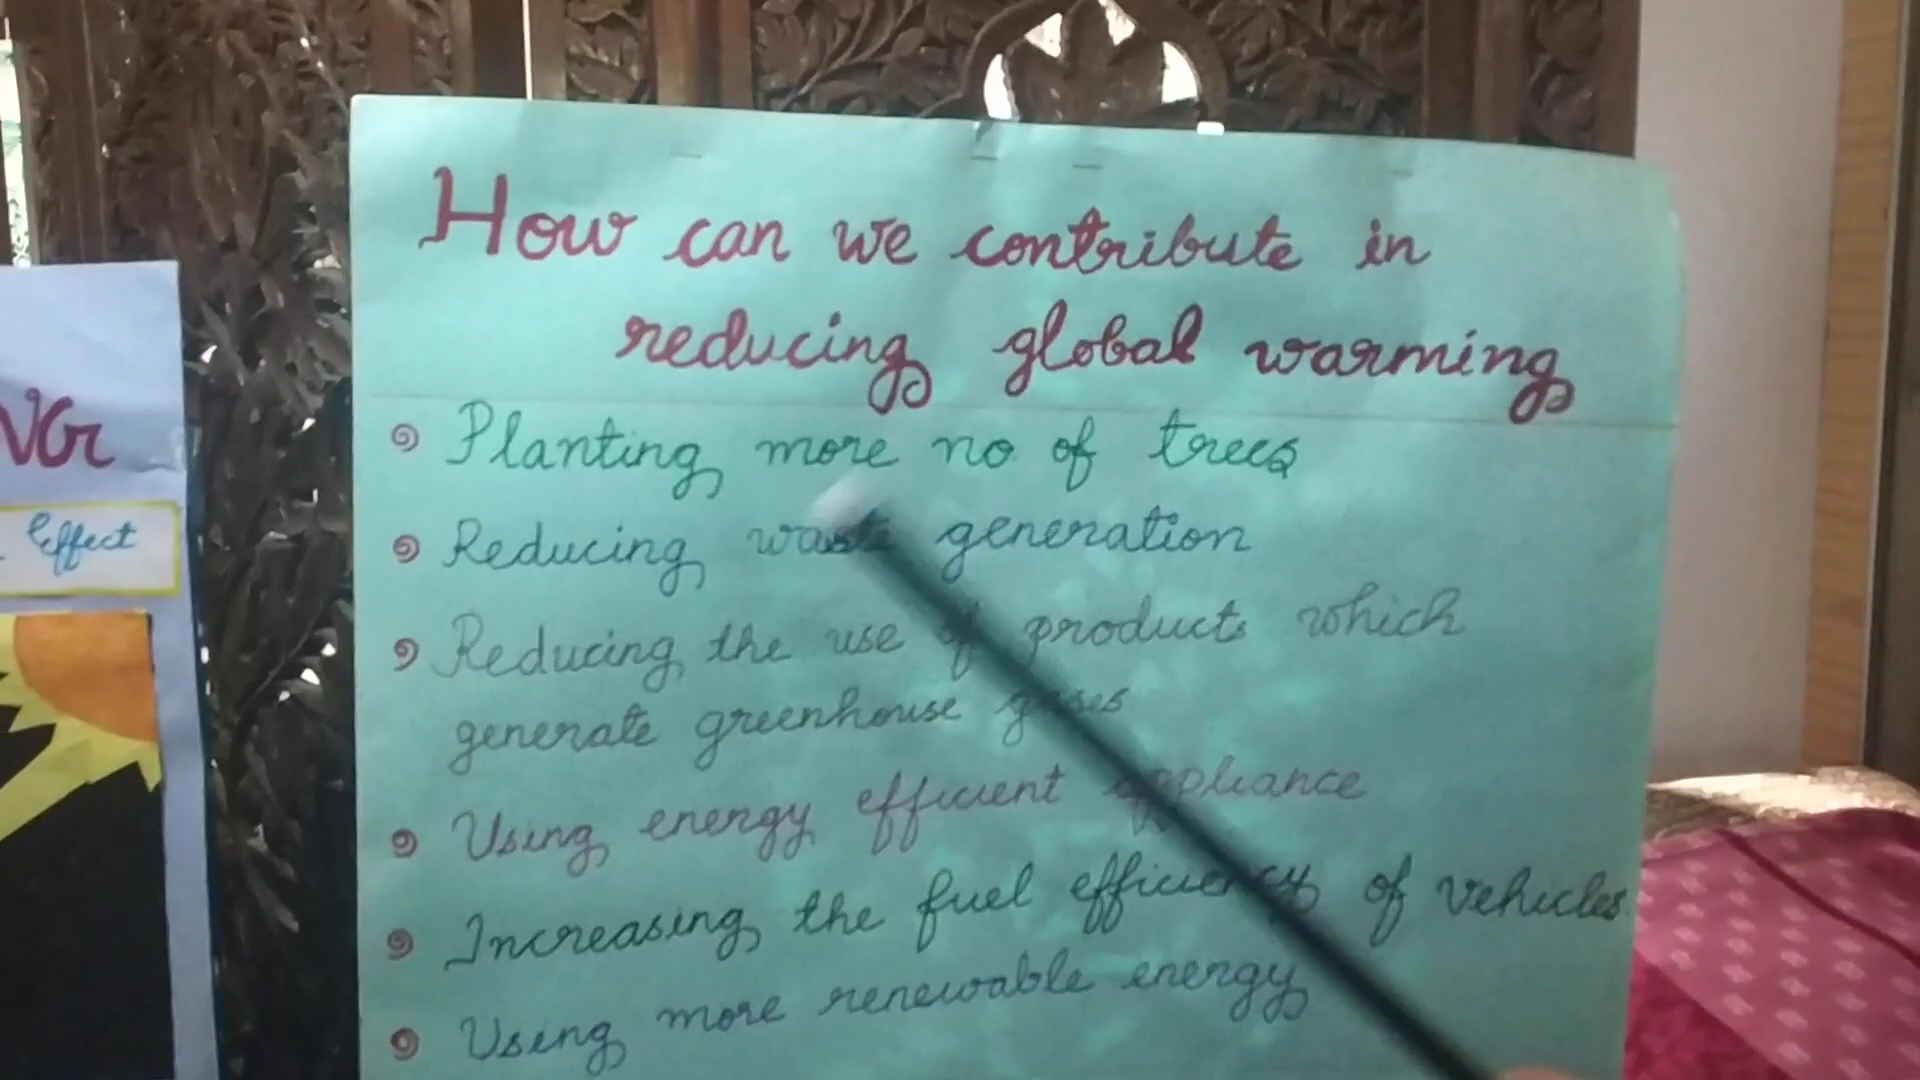 NG
Effect
How can we contribute in
reducing global warming
Planting more no. of trees
Reducing waste generation
Reducing the use of products which
generate greenhouse gases
Using energy efficient appliance
Increasing the fuel efficiency of vehicles.
Using more renewable energy